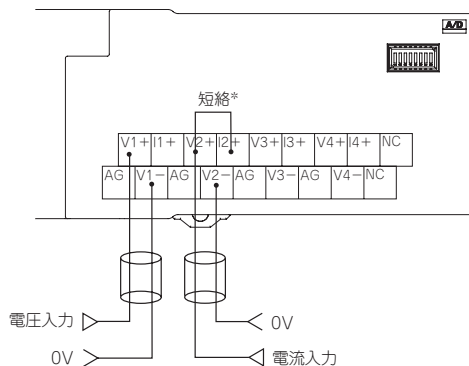 A/D
短絡*
V1+ I1+ V2+ I2+ V3+ I3+ V4+ I4+ NC
AG V1- AG V2- AG V3- AG V4- NC
電圧入力
0V
0V
電流入力